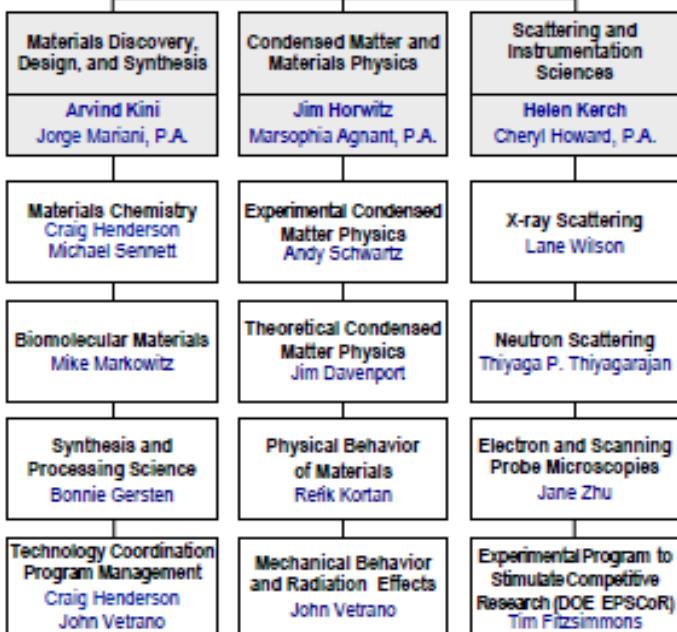 Materials Discovery,
Design, and Synthesis
Arvind Kini
Jorge Mariani, P.A.
Materials Chemistry
Craig Henderson
Michael Sennett
Biomolecular Materials
Mike Markowitz
Synthesis and
Processing Science
Bonnie Gersten
Technology Coordination
Program Management
Craig Henderson
John Vetrano
Condensed Matter and
Materials Physics
Jim Horwitz
Marsophia Agnant, P.A.
Experimental Condensed
Matter Physics
Andy Schwartz
Theoretical Condensed
Matter Physics
Jim Davenport
Physical Behavior
of Materials
Refik Kortan
Mechanical Behavior
and Radiation Effects
John Vetrano
Scattering and
Instrumentation
Sciences
Helen Kerch
Cheryl Howard, P.A.
X-ray Scattering
Lane Wilson
Neutron Scattering
Thiyaga P. Thiyagarajan
Electron and Scanning
Probe Microscopies
Jane Zhu
Experimental Program to
Stimulate Competitive
Research (DOE EPSCoR)
Tim Fitzsimmons